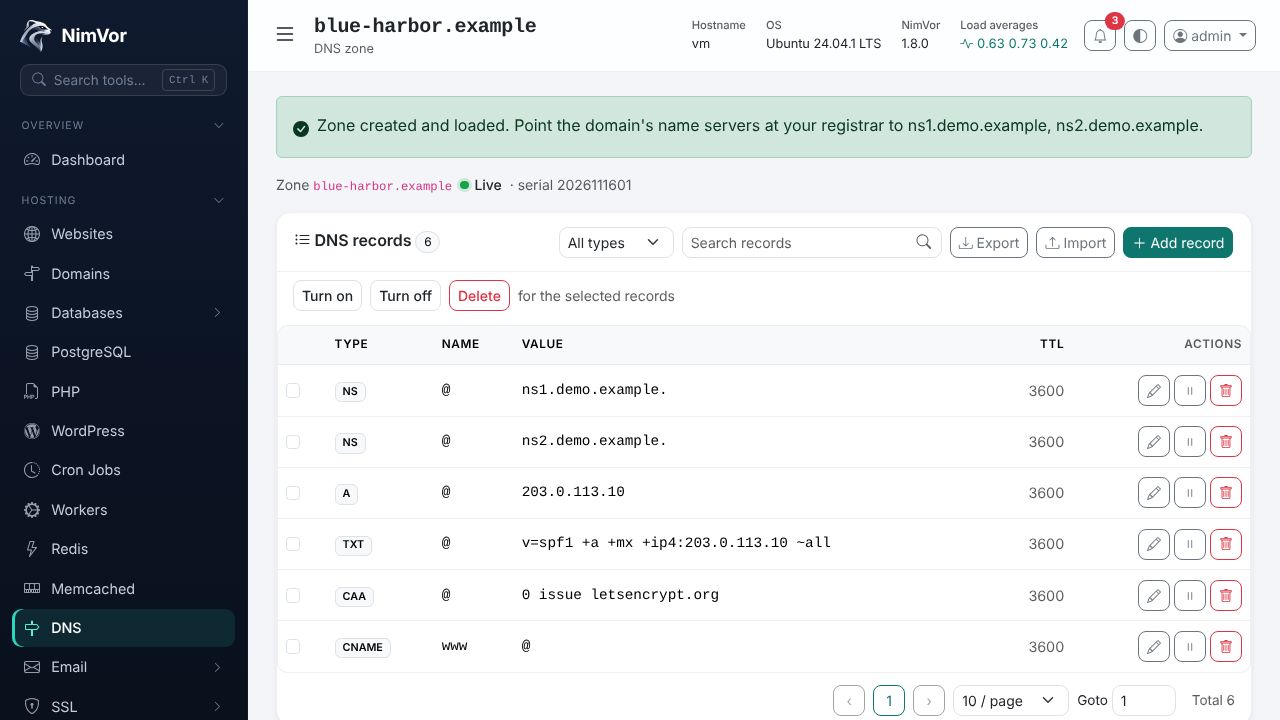 NimVor
Search tools... Ctrl K
OVERVIEW
Dashboard
HOSTING
Websites
Domains
Databases
PostgreSQL
PHP
WordPress
Cron Jobs
Workers
Redis
Memcached
DNS
Email
SSL
blue-harbor.example
DNS zone
Hostname
vm
OS
Ubuntu 24.04.1 LTS
NimVor
1.8.0
Load averages
0.63 0.73 0.42
3
admin
Zone created and loaded. Point the domain's name servers at your registrar to ns1.demo.example, ns2.demo.example.
Zone blue-harbor.example Live · serial 2026111601
DNS records 6
All types
Search records
Export
Import
+ Add record
Turn on
Turn off
Delete
for the selected records
TYPE NAME VALUE TTL ACTIONS
NS @ ns1.demo.example. 3600
NS @ ns2.demo.example. 3600
A @ 203.0.113.10 3600
TXT @ v=spf1 +a +mx +ip4:203.0.113.10 ~all 3600
CAA @ 0 issue letsencrypt.org 3600
CNAME www @ 3600
‹ 1 › 10 / page Goto 1 Total 6